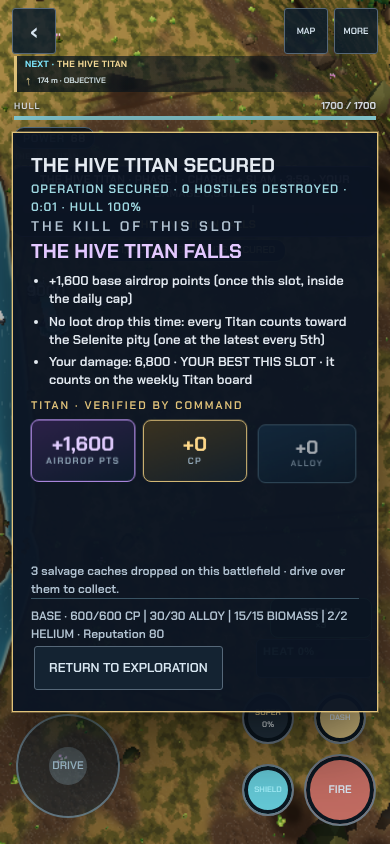 ‹
MAP
MORE
NEXT · THE HIVE TITAN
↑ 174 m · OBJECTIVE
HULL
1700 / 1700
THE HIVE TITAN SECURED
OPERATION SECURED · 0 HOSTILES DESTROYED ·
0:01 · HULL 100%
THE KILL OF THIS SLOT
THE HIVE TITAN FALLS
• +1,600 base airdrop points (once this slot, inside
the daily cap)
• No loot drop this time: every Titan counts toward
the Selenite pity (one at the latest every 5th)
• Your damage: 6,800 · YOUR BEST THIS SLOT · it
counts on the weekly Titan board
TITAN · VERIFIED BY COMMAND
+1,600
AIRDROP PTS
+0
CP
+0
ALLOY
3 salvage caches dropped on this battlefield · drive over
them to collect.
BASE · 600/600 CP | 30/30 ALLOY | 15/15 BIOMASS | 2/2
HELIUM · Reputation 80
HEAT 0%
RETURN TO EXPLORATION
SUPER
0%
DASH
DRIVE
SHIELD
FIRE